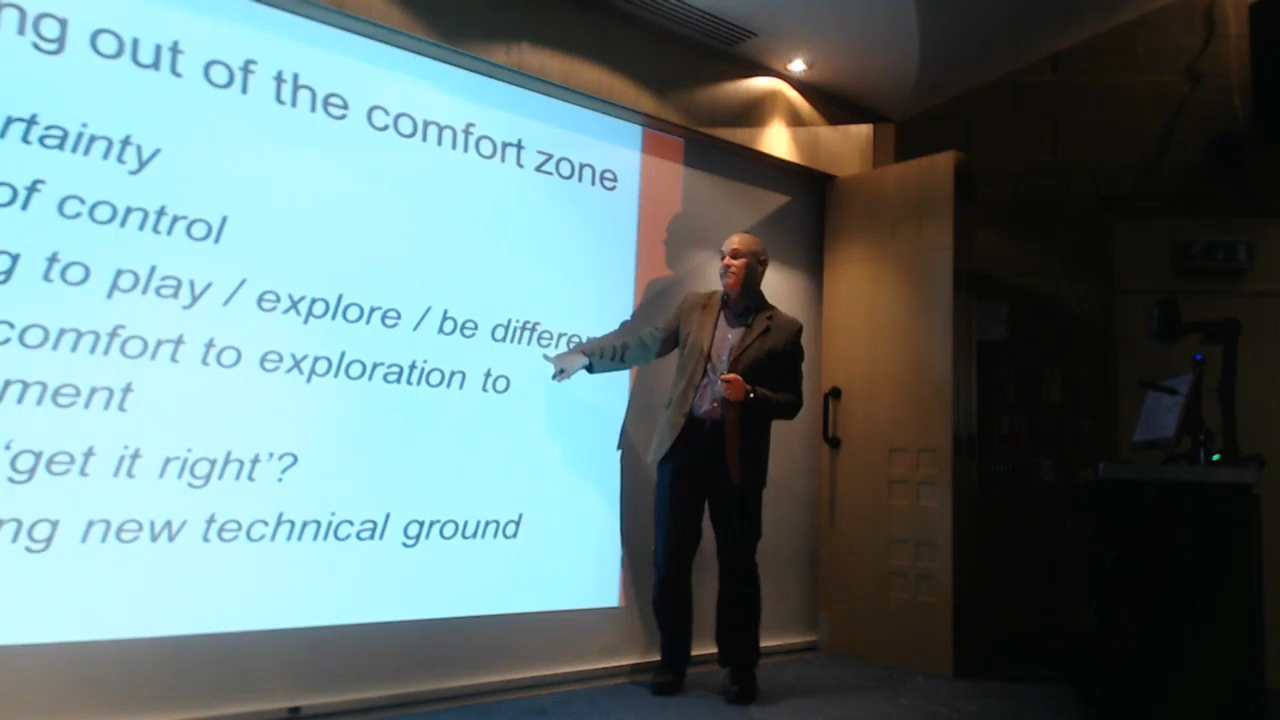 ng out of the comfort zone
rtainty
of control
g to play / explore / be different
comfort to exploration to
ment
'get it right'?
ng new technical ground